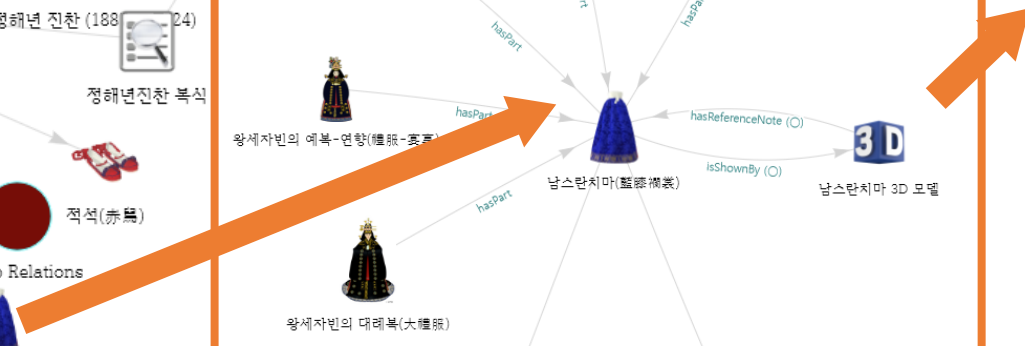 정해년 진찬 (188 24)
정해년진찬 복식
적석(赤舃)
Relations
hasPart
hasPart
왕세자빈의 예복-연향(禮服-宴享)
hasPart
왕세자빈의 대례복(大禮服)
남스란치마(藍膝襴裳)
hasReferenceNote (○)
isShownBy (○)
3D
남스란치마 3D 모델